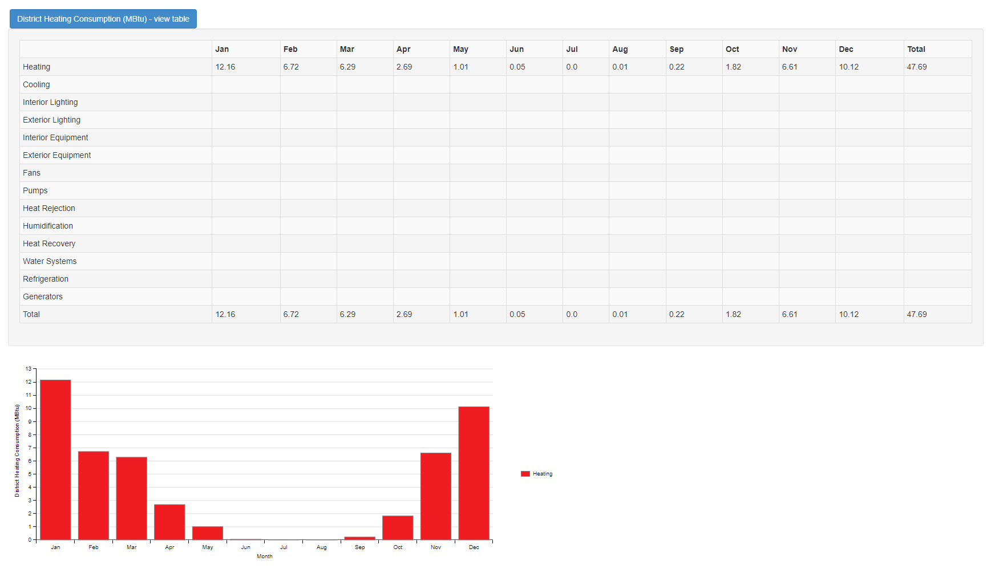 District Heating Consumption (MBtu) - view table
Jan Feb Mar Apr May Jun Jul Aug Sep Oct Nov Dec Total
Heating 12.16 6.72 6.29 2.69 1.01 0.05 0.0 0.01 0.22 1.82 6.61 10.12 47.69
Cooling
Interior Lighting
Exterior Lighting
Interior Equipment
Exterior Equipment
Fans
Pumps
Heat Rejection
Humidification
Heat Recovery
Water Systems
Refrigeration
Generators
Total 12.16 6.72 6.29 2.69 1.01 0.05 0.0 0.01 0.22 1.82 6.61 10.12 47.69
District Heating Consumption (MBtu)
13
12
11
10
9
8
7
6
5
4
3
2
1
0
Jan Feb Mar Apr May Jun Jul Aug Sep Oct Nov Dec
Month
Heating